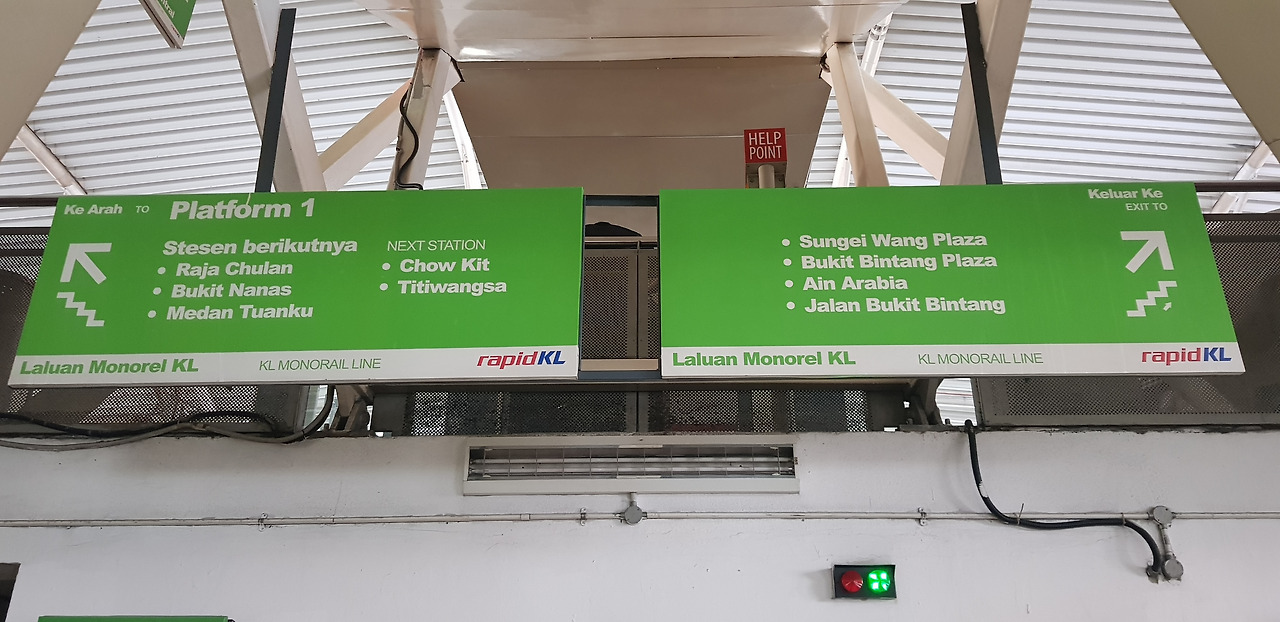 HELP
POINT
Ke Arah TO Platform 1
Stesen berikutnya NEXT STATION
• Raja Chulan
• Bukit Nanas
• Medan Tuanku
• Chow Kit
• Titiwangsa
Laluan Monorel KL KL MONORAIL LINE rapidKL
Keluar Ke
EXIT TO
• Sungei Wang Plaza
• Bukit Bintang Plaza
• Ain Arabia
• Jalan Bukit Bintang
Laluan Monorel KL KL MONORAIL LINE rapidKL